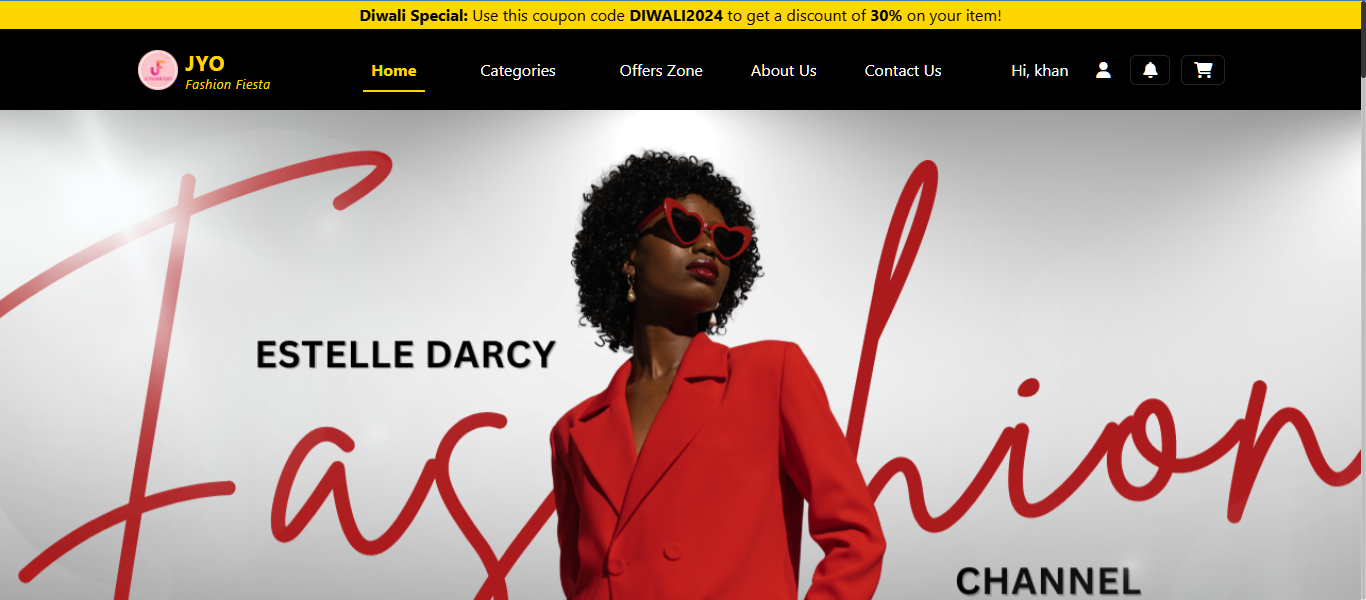 Diwali Special: Use this coupon code DIWALI2024 to get a discount of 30% on your item!
JYO
Fashion Fiesta
Home
Categories
Offers Zone
About Us
Contact Us
Hi, khan
Fashion
ESTELLE DARCY
CHANNEL